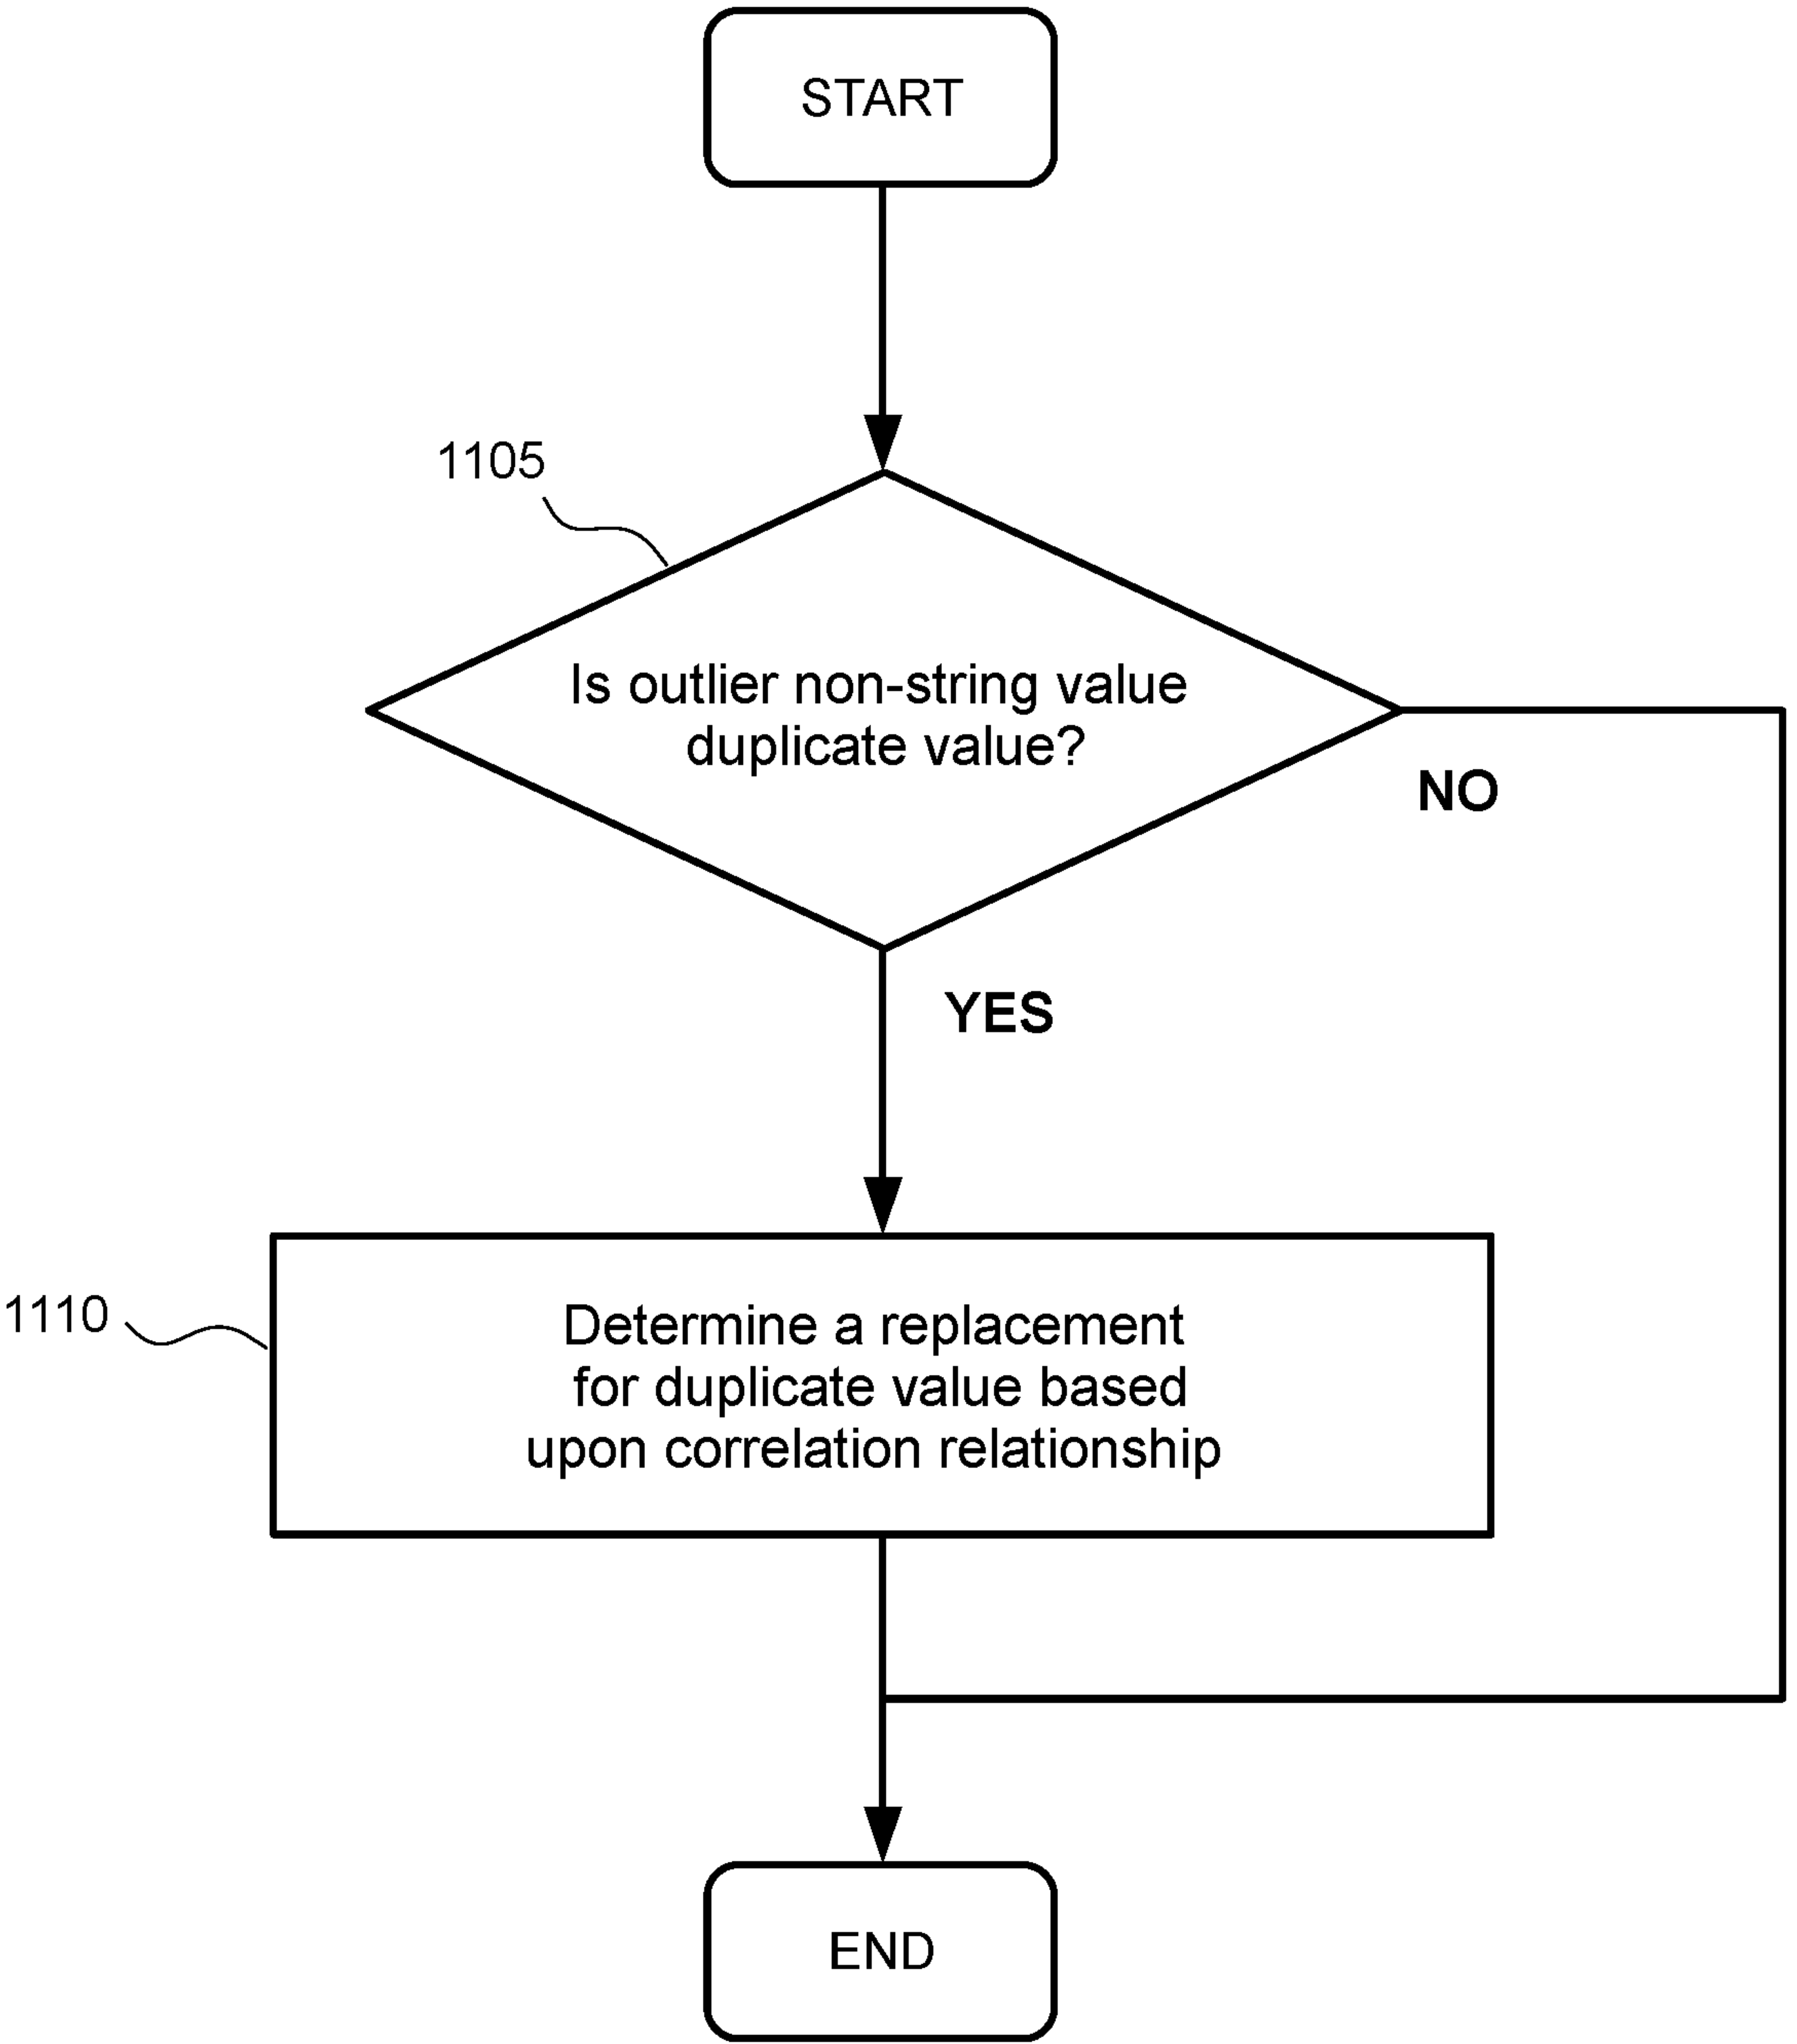 START
1105
Is outlier non-string value
duplicate value?
NO
YES
1110
Determine a replacement
for duplicate value based
upon correlation relationship
END